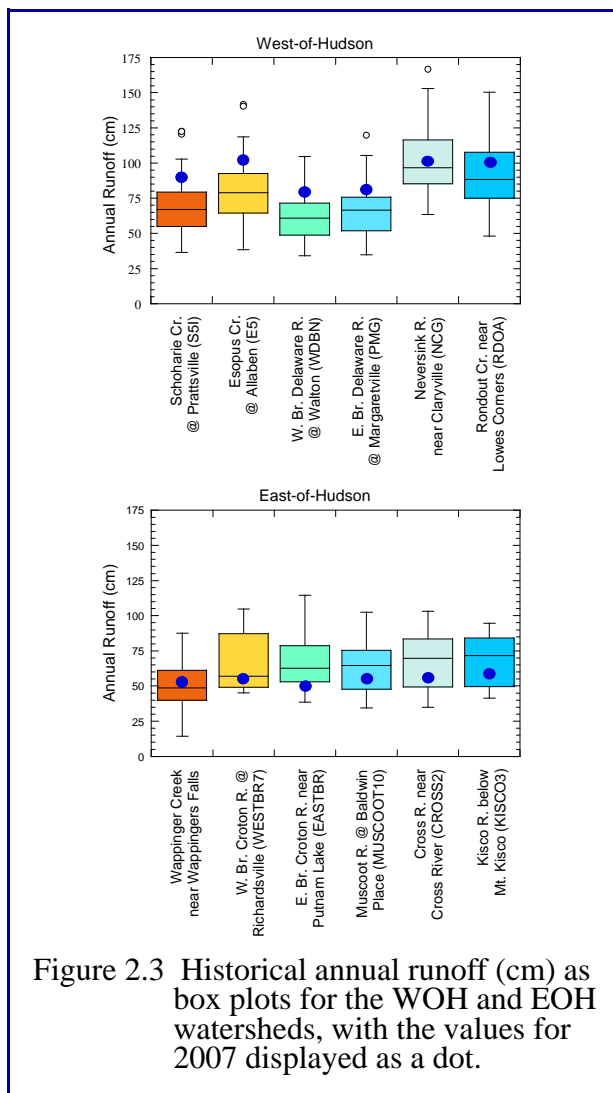 West-of-Hudson
175
150
125
100
75
50
25
0
Annual Runoff (cm)
Schoharie Cr.
@ Prattsville (S5I)
Esopus Cr.
@ Allaben (E5)
W. Br. Delaware R.
@ Walton (WDBN)
E. Br. Delaware R.
@ Margaretville (PMG)
Neversink R.
near Claryville (NCG)
Rondout Cr. near
Lowes Corners (RDOA)
East-of-Hudson
175
150
125
100
75
50
25
0
Annual Runoff (cm)
Wappinger Creek
near Wappingers Falls
W. Br. Croton R. @
Richardsville (WESTBR7)
E. Br. Croton R. near
Putnam Lake (EASTBR)
Muscoot R. @ Baldwin
Place (MUSCOOT10)
Cross R. near
Cross River (CROSS2)
Kisco R. below
Mt. Kisco (KISCO3)
Figure 2.3 Historical annual runoff (cm) as
box plots for the WOH and EOH
watersheds, with the values for
2007 displayed as a dot.